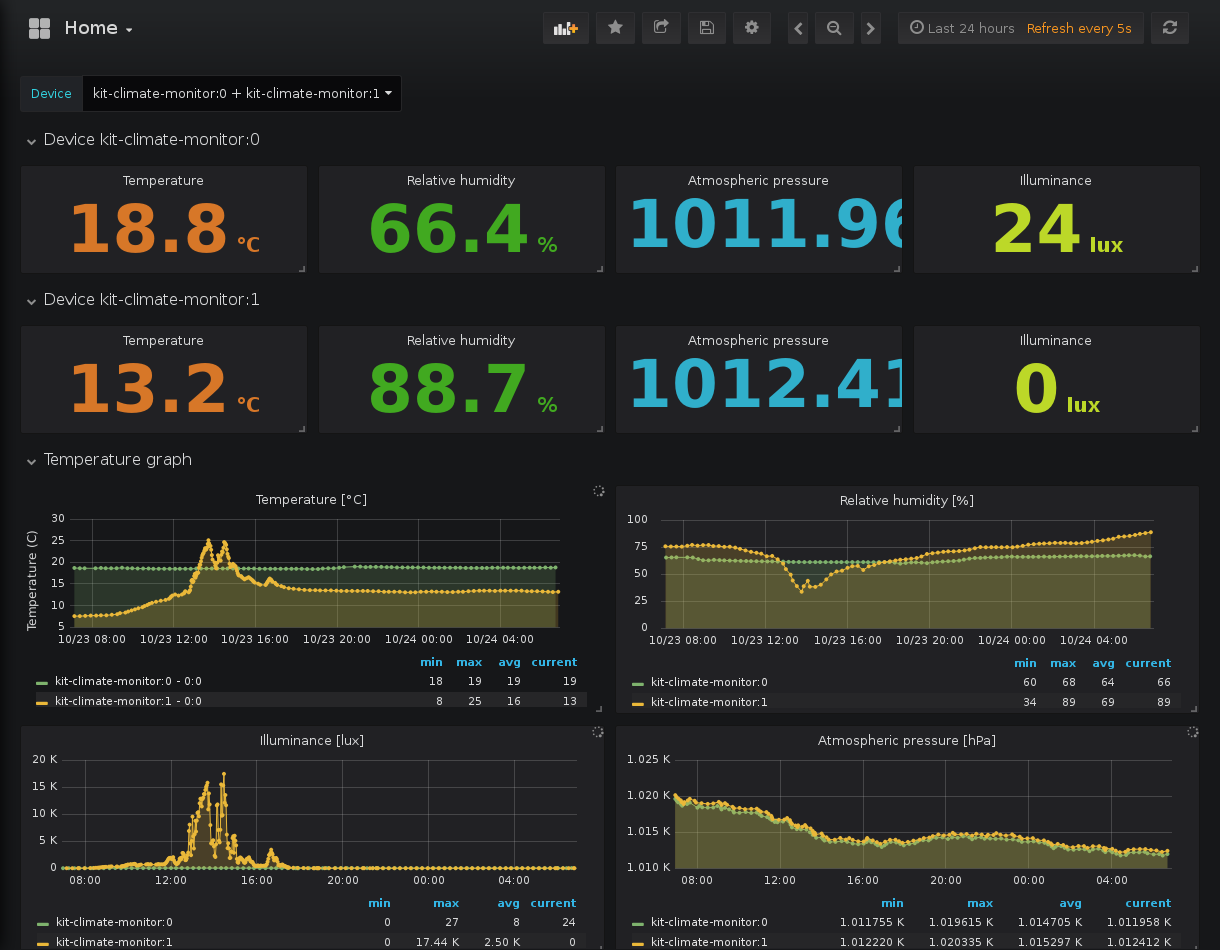 Home
Last 24 hours Refresh every 5s
Device kit-climate-monitor:0 + kit-climate-monitor:1
Device kit-climate-monitor:0
Temperature Relative humidity Atmospheric pressure Illuminance
18.8 °C 66.4 % 1011.96 24 lux
Device kit-climate-monitor:1
Temperature Relative humidity Atmospheric pressure Illuminance
13.2 °C 88.7 % 1012.41 0 lux
Temperature graph
Temperature [°C]
Temperature (C)
30
25
20
15
10
5
10/23 08:00 10/23 12:00 10/23 16:00 10/23 20:00 10/24 00:00 10/24 04:00
min max avg current
kit-climate-monitor:0 - 0:0 18 19 19 19
kit-climate-monitor:1 - 0:0 8 25 16 13
Relative humidity [%]
100
75
50
25
0
10/23 08:00 10/23 12:00 10/23 16:00 10/23 20:00 10/24 00:00 10/24 04:00
min max avg current
kit-climate-monitor:0 60 68 64 66
kit-climate-monitor:1 34 89 69 89
Illuminance [lux]
20 K
15 K
10 K
5 K
0
08:00 12:00 16:00 20:00 00:00 04:00
min max avg current
kit-climate-monitor:0 0 27 8 24
kit-climate-monitor:1 0 17.44 K 2.50 K 0
Atmospheric pressure [hPa]
1.025 K
1.020 K
1.015 K
1.010 K
08:00 12:00 16:00 20:00 00:00 04:00
min max avg current
kit-climate-monitor:0 1.011755 K 1.019615 K 1.014705 K 1.011958 K
kit-climate-monitor:1 1.012220 K 1.020335 K 1.015297 K 1.012412 K